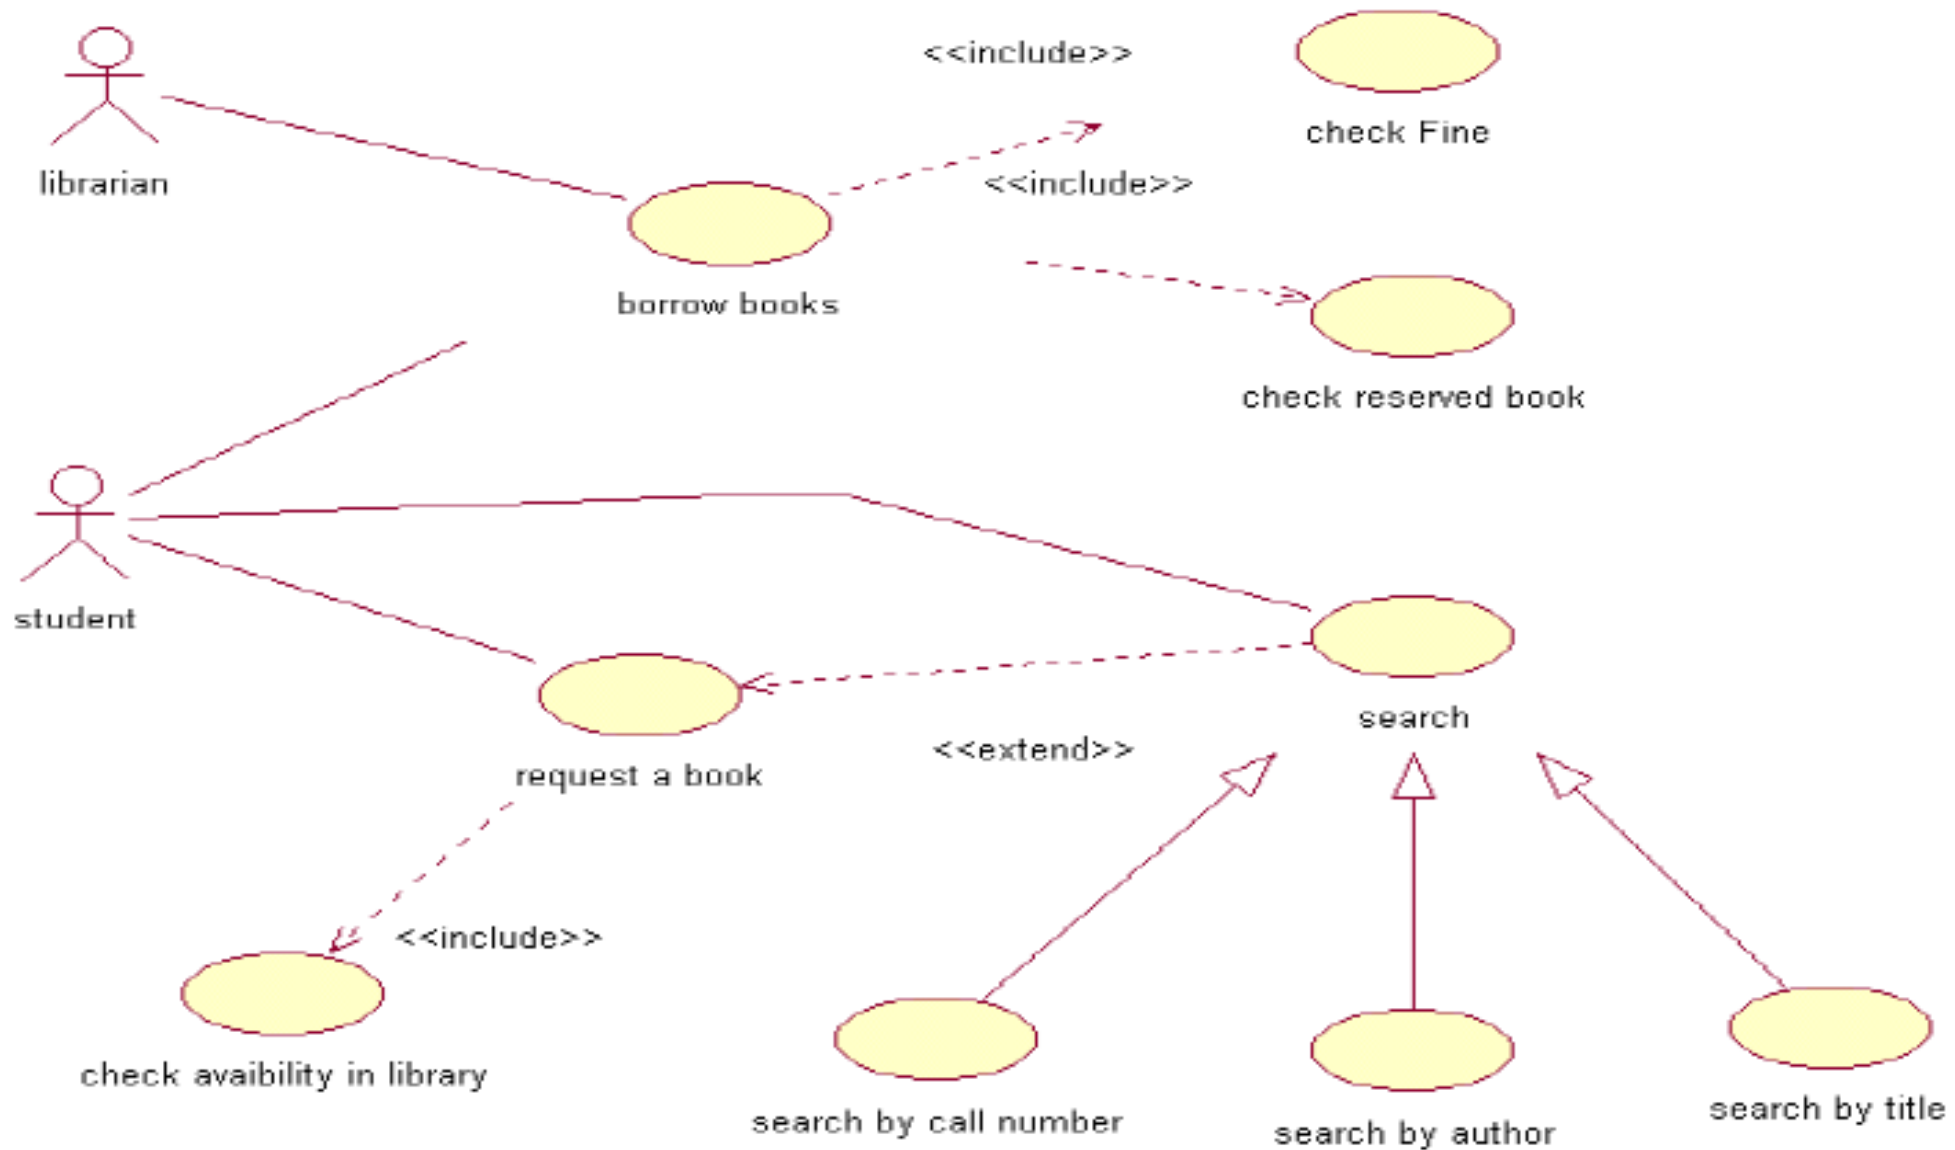 <<include>>
check Fine
librarian
<<include>>
borrow books
check reserved book
student
search
<<extend>>
request a book
<<include>>
check avaibility in library
search by call number
search by author
search by title